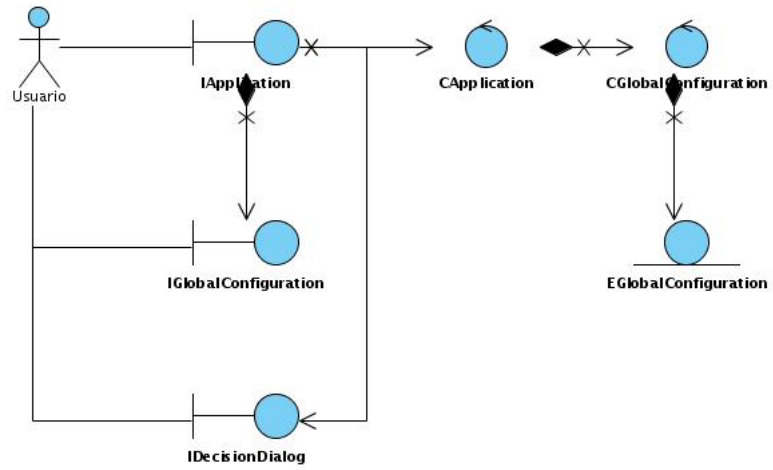 Usuario
IApplication
CApplication
CGlobalConfiguration
IGlobalConfiguration
EGlobalConfiguration
IDecisionDialog